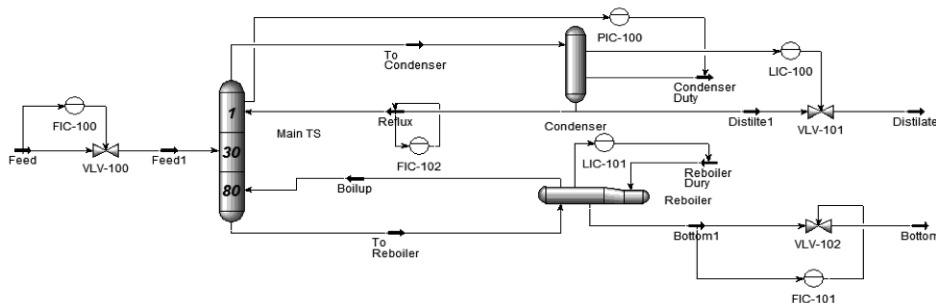 PIC-100
To
Condenser
LIC-100
Condenser
Duty
FIC-100
1
Main TS
Reflux
Distilte1
Distilate
VLV-101
Condenser
FIC-102
LIC-101
Feed
VLV-100
Feed1
30
Reboiler
Dury
Boilup
80
Reboiler
To
Reboiler
Bottom1
VLV-102
Bottom
FIC-101